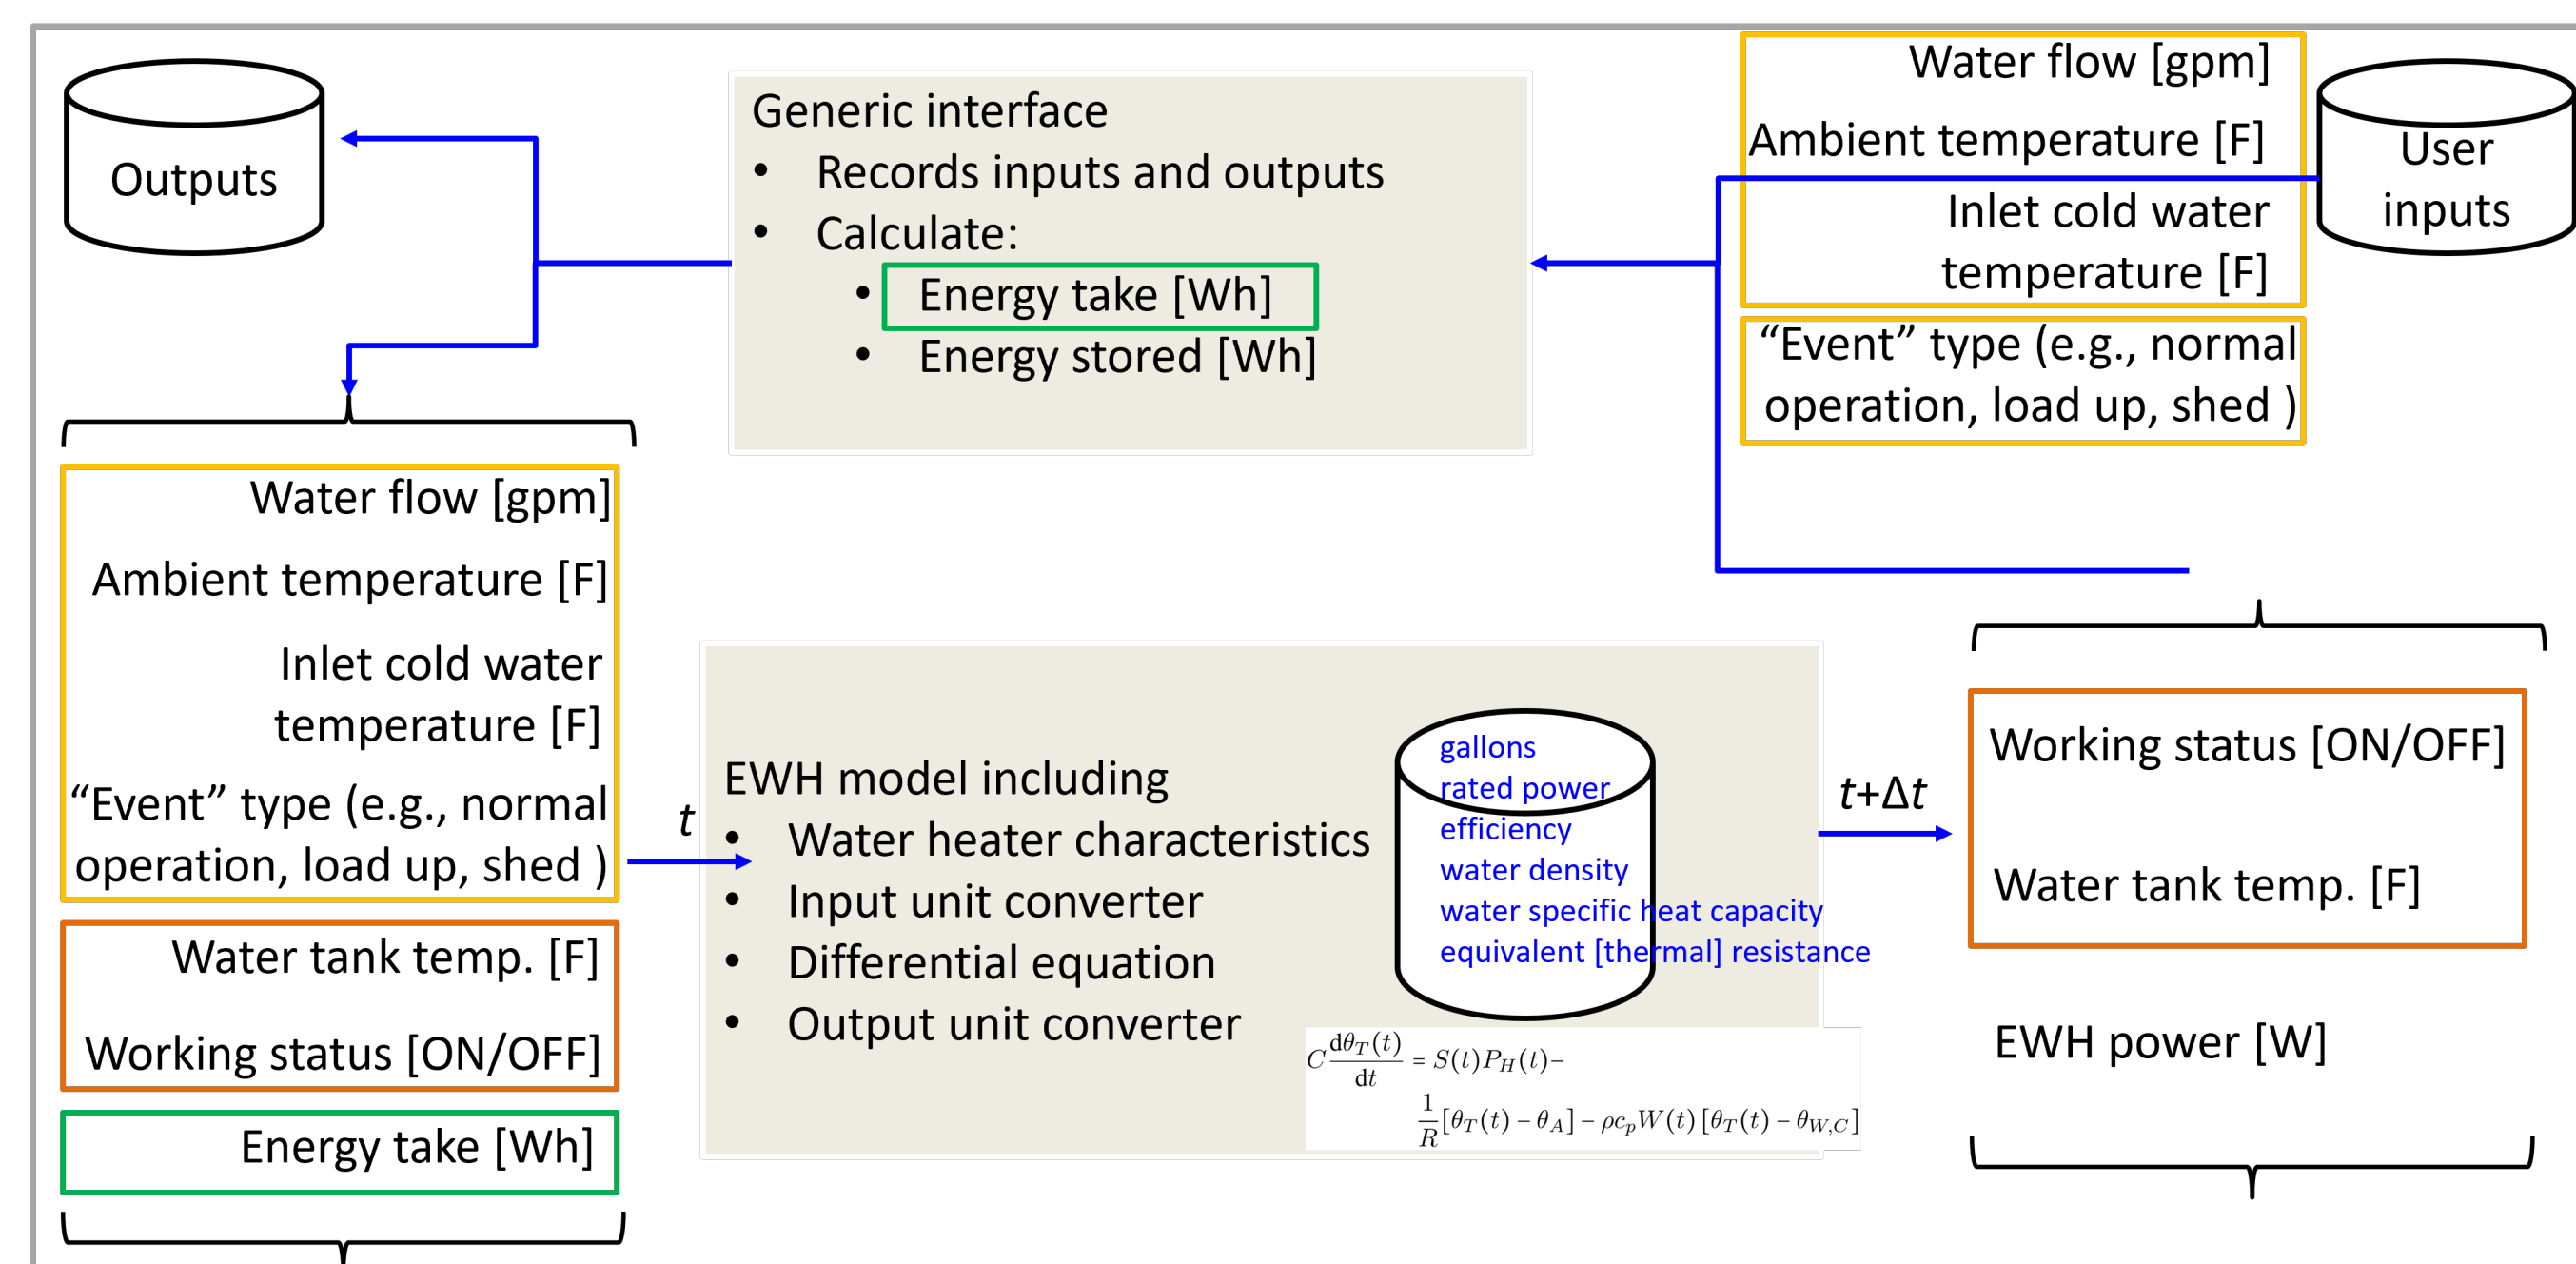 Outputs
Generic interface
• Records inputs and outputs
• Calculate:
• Energy take [Wh]
• Energy stored [Wh]
Water flow [gpm]
Ambient temperature [F]
Inlet cold water
temperature [F]
“Event” type (e.g., normal
operation, load up, shed )
User
inputs
Water flow [gpm]
Ambient temperature [F]
Inlet cold water
temperature [F]
“Event” type (e.g., normal
operation, load up, shed )
Water tank temp. [F]
Working status [ON/OFF]
Energy take [Wh]
t
EWH model including
• Water heater characteristics
• Input unit converter
• Differential equation
• Output unit converter
gallons
rated power
efficiency
water density
water specific heat capacity
equivalent [thermal] resistance
C dθ_T(t)/dt = S(t)P_H(t)−
1/R [θ_T(t) − θ_A] − ρc_pW(t) [θ_T(t) − θ_{W,C}]
t+Δt
Working status [ON/OFF]
Water tank temp. [F]
EWH power [W]